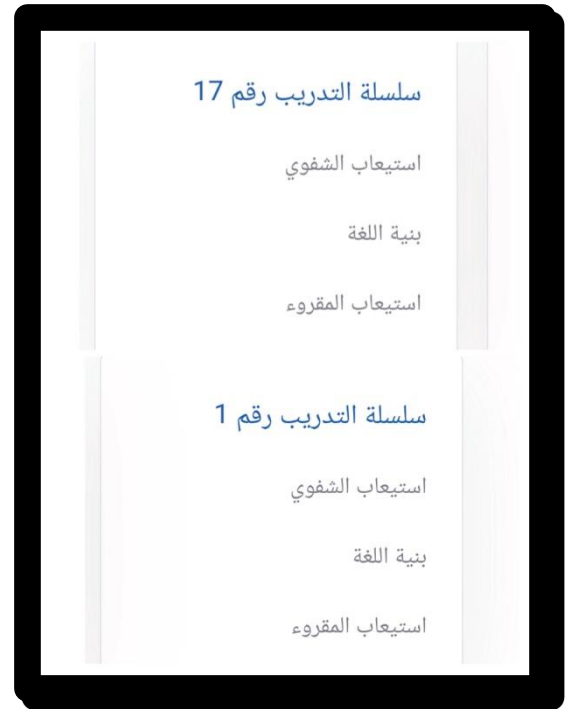 سلسلة التدريب رقم 17
استيعاب الشفوي
بنية اللغة
استيعاب المقروء
سلسلة التدريب رقم 1
استيعاب الشفوي
بنية اللغة
استيعاب المقروء